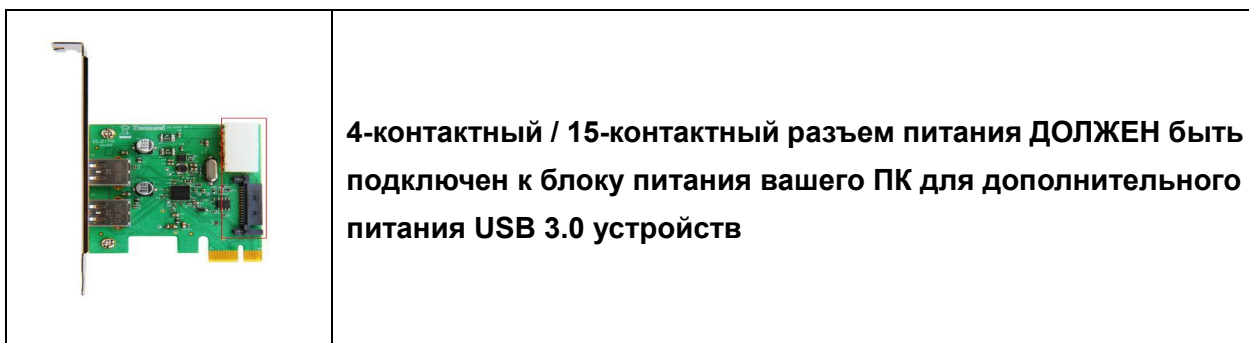 Transcend
4-контактный / 15-контактный разъем питания ДОЛЖЕН быть
подключен к блоку питания вашего ПК для дополнительного
питания USB 3.0 устройств